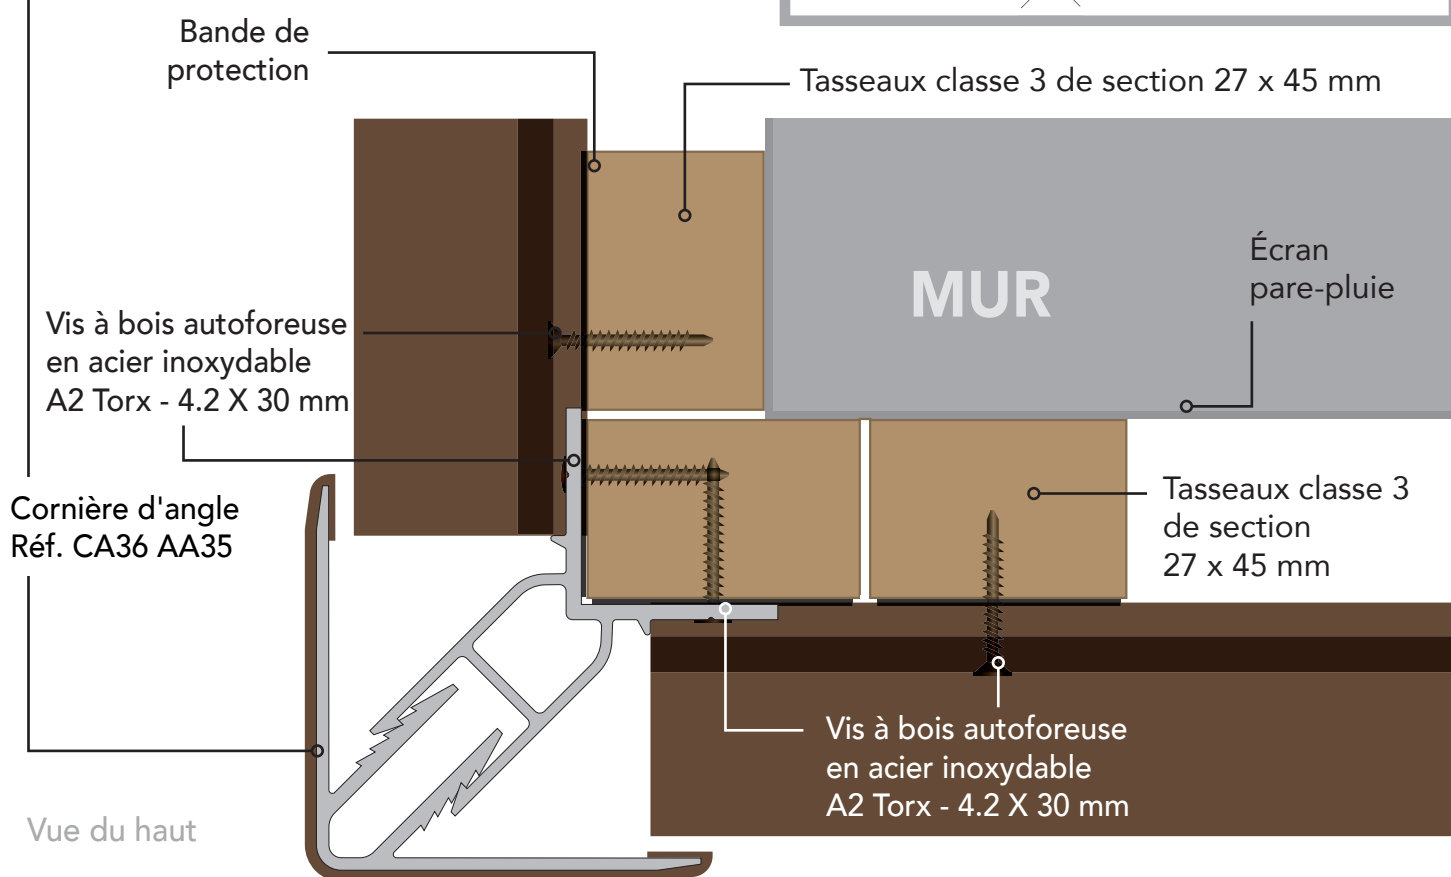 Bande de
protection
Tasseaux classe 3 de section 27 x 45 mm
MUR
Écran
pare-pluie
Vis à bois autoforeuse
en acier inoxydable
A2 Torx - 4.2 X 30 mm
Cornière d'angle
Réf. CA36 AA35
Tasseaux classe 3
de section
27 x 45 mm
Vis à bois autoforeuse
en acier inoxydable
A2 Torx - 4.2 X 30 mm
Vue du haut